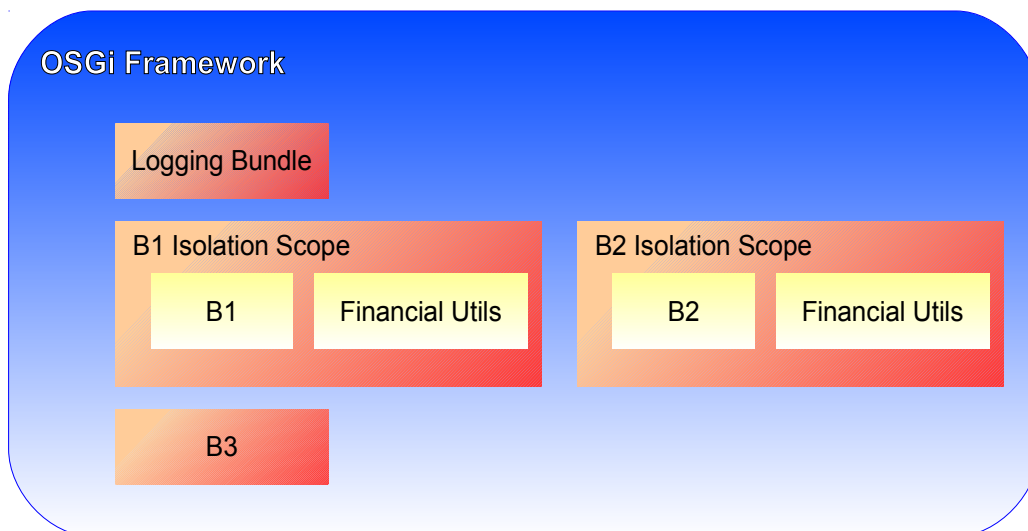 OSGi Framework
Logging Bundle
B1 Isolation Scope
B2 Isolation Scope
B1
Financial Utils
B2
Financial Utils
B3